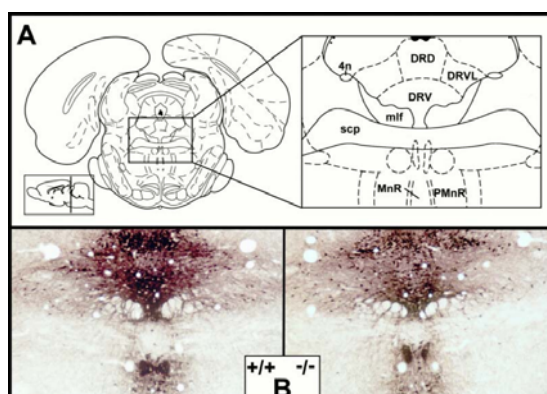 A
4n
DRD
DRVL
DRV
mlf
scp
MnR
PMnR
+/+ -/-
B